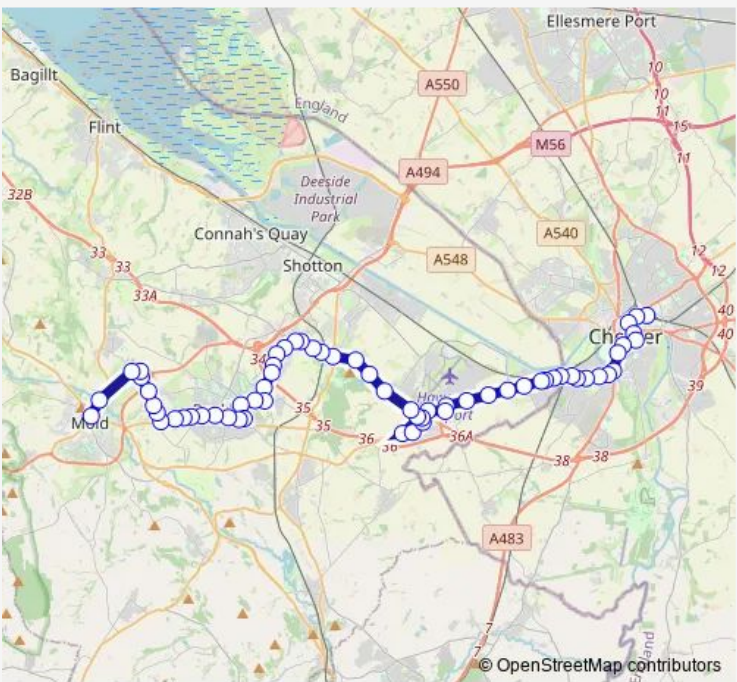 Ellesmere Port
Bagillt
A550
10
10
England
11
Flint
15
M56
11
A494
Deeside
Industrial
Park
32B
Connah's Quay
A540
33
33
A548
12
Shotton
12
33A
40
40
34
39
35
Mold
35
36
36A
36
38
38
A483
7
7
© OpenStreetMap contributors